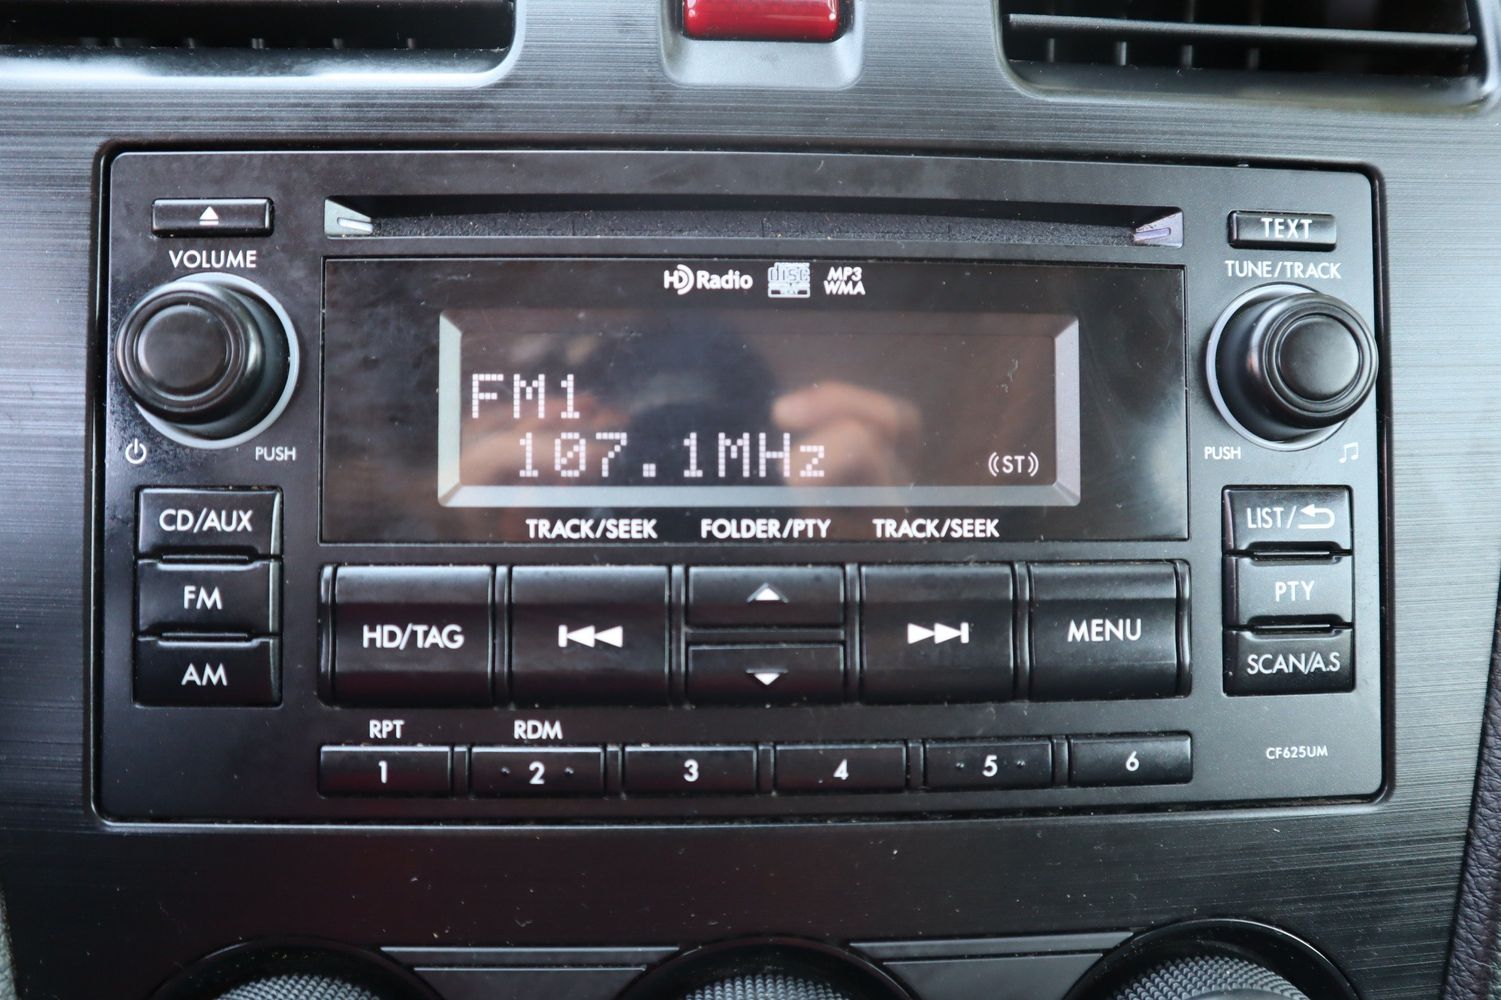 HD Radio disc MP3 WMA
TEXT
VOLUME
TUNE/TRACK
FM1
107.1MHz
(ST)
PUSH
PUSH
TRACK/SEEK FOLDER/PTY TRACK/SEEK
CD/AUX
FM
AM
HD/TAG
MENU
LIST/
PTY
SCAN/A.S
RPT RDM
1 2 3 4 5 6
CF625UM